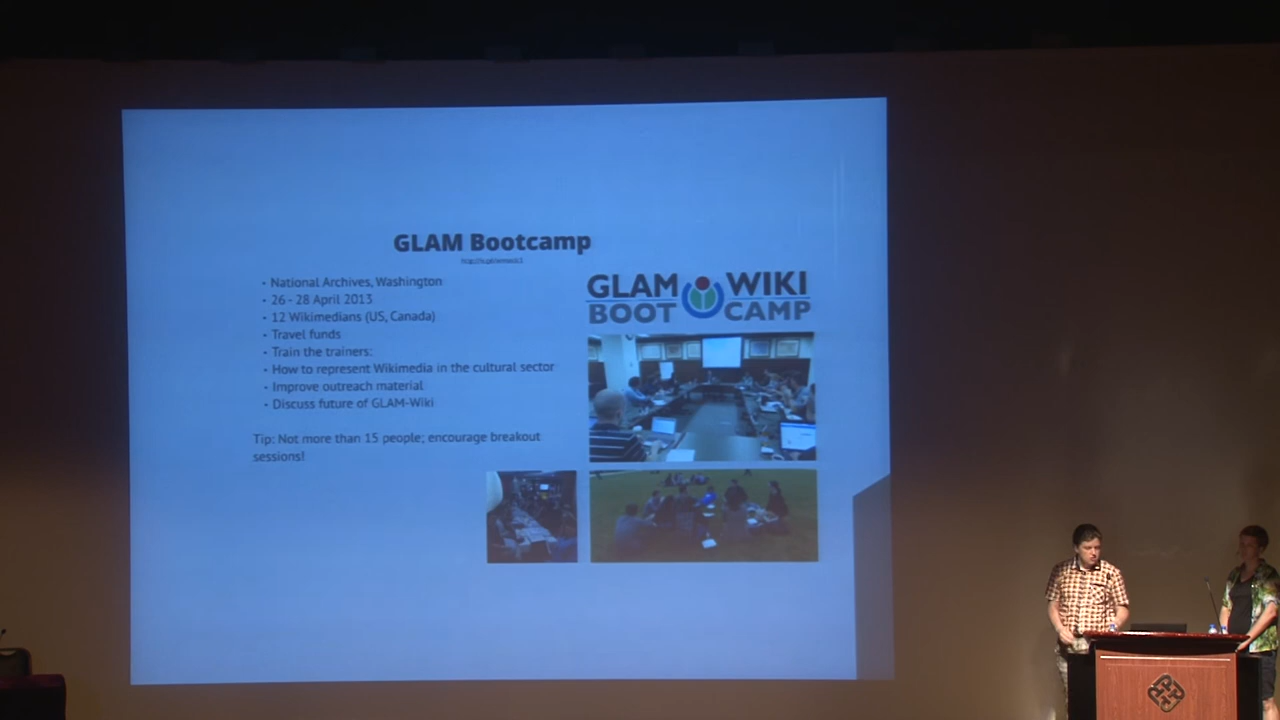 GLAM Bootcamp
- National Archives, Washington
- 26 - 28 April 2013
- 12 Wikimedians (US, Canada)
- Travel funds
- Train the trainers:
- How to represent Wikimedia in the cultural sector
- Improve outreach material
- Discuss future of GLAM-Wiki
Tip: Not more than 15 people; encourage breakout
sessions!
GLAM WIKI
BOOT CAMP